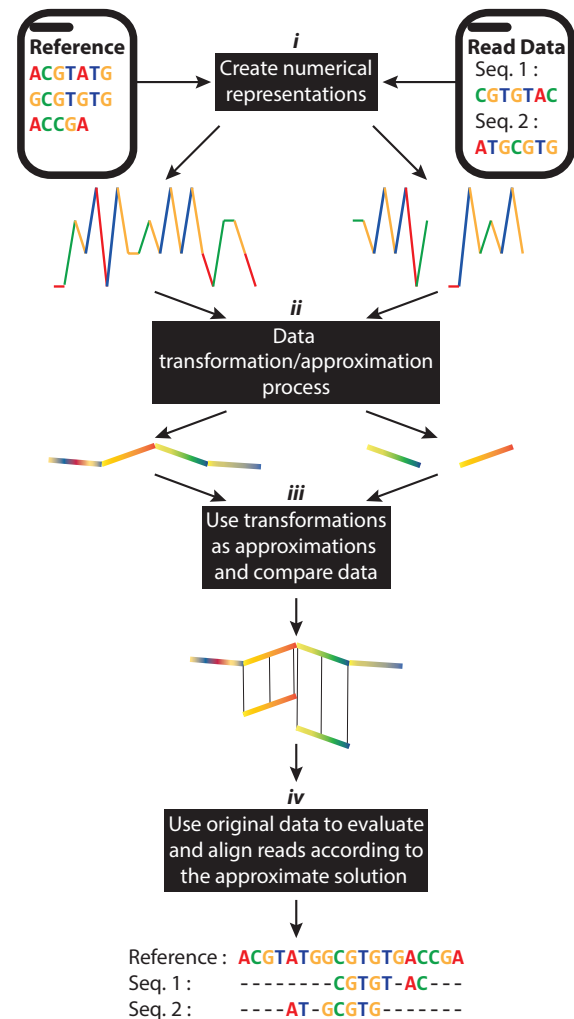 Reference
ACGTATG
GCGTGTG
ACCGA
i
Create numerical
representations
Read Data
Seq. 1 :
CGTGTAC
Seq. 2 :
ATGCGTG
ii
Data
transformation/approximation
process
iii
Use transformations
as approximations
and compare data
iv
Use original data to evaluate
and align reads according to
the approximate solution
Reference : ACGTATGGCGTGTGACCGA
Seq. 1 : --------CGTGT-AC---
Seq. 2 : ----AT-GCGTG-------